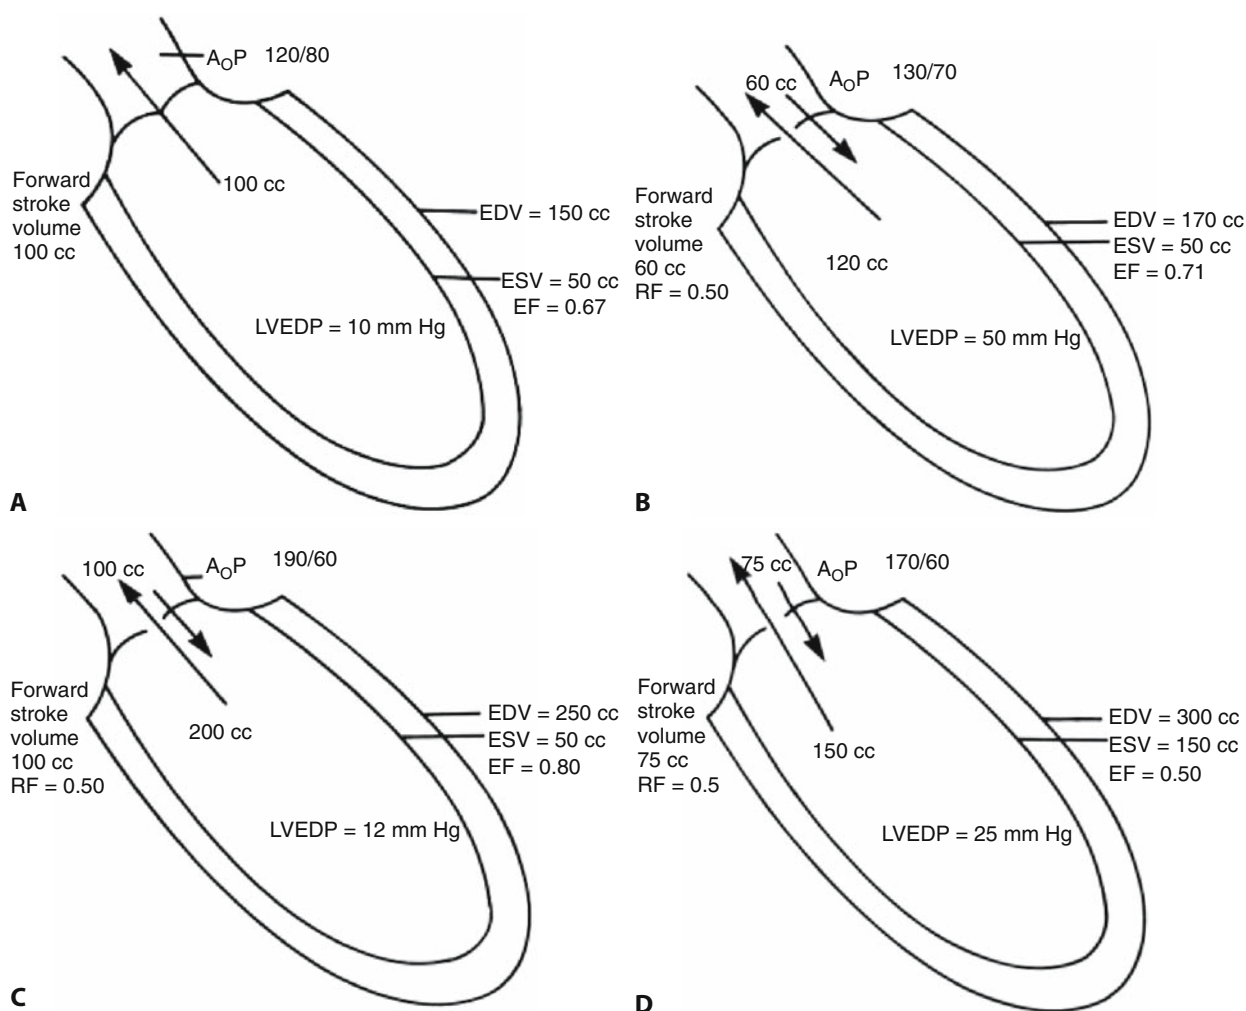 AOP 120/80
100 cc
Forward
stroke
volume
100 cc
EDV = 150 cc
ESV = 50 cc
EF = 0.67
LVEDP = 10 mm Hg
A
60 cc
AOP 130/70
Forward
stroke
volume
60 cc
RF = 0.50
120 cc
EDV = 170 cc
ESV = 50 cc
EF = 0.71
LVEDP = 50 mm Hg
B
100 cc
AOP 190/60
Forward
stroke
volume
100 cc
RF = 0.50
200 cc
EDV = 250 cc
ESV = 50 cc
EF = 0.80
LVEDP = 12 mm Hg
C
75 cc
AOP 170/60
Forward
stroke
volume
75 cc
RF = 0.5
150 cc
EDV = 300 cc
ESV = 150 cc
EF = 0.50
LVEDP = 25 mm Hg
D